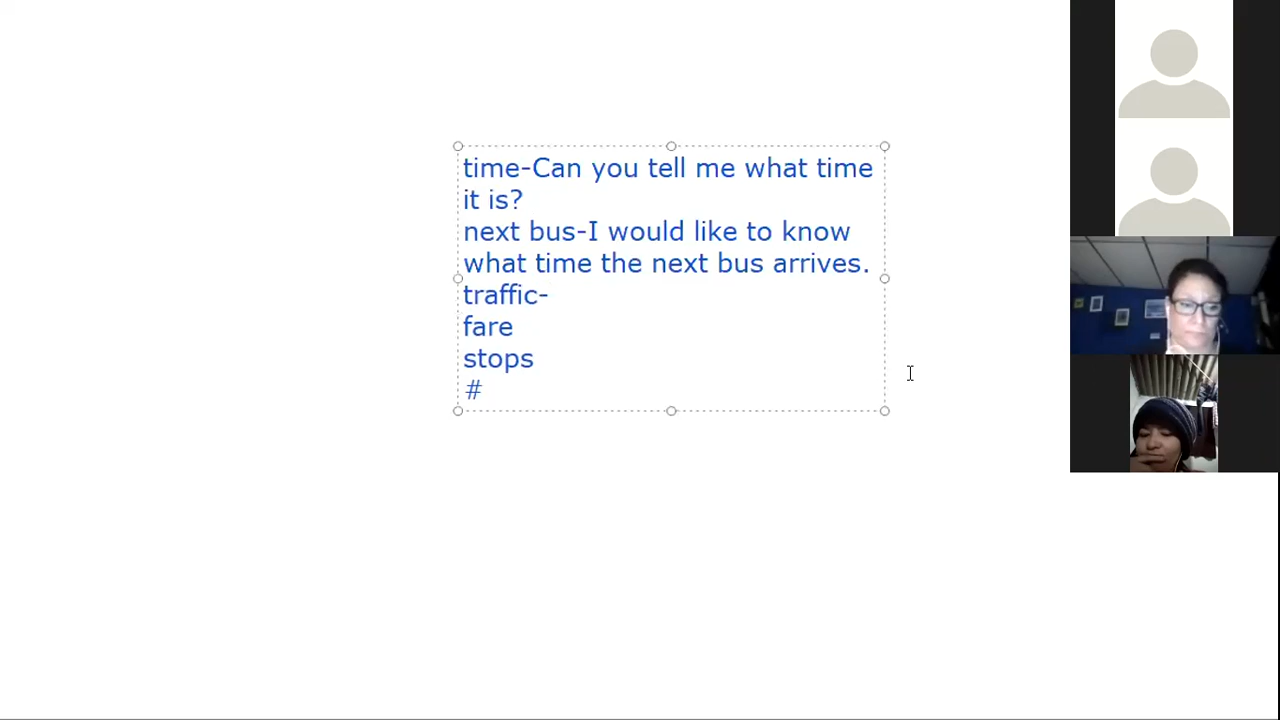 time-Can you tell me what time
it is?
next bus-I would like to know
what time the next bus arrives.
traffic-
fare
stops
#